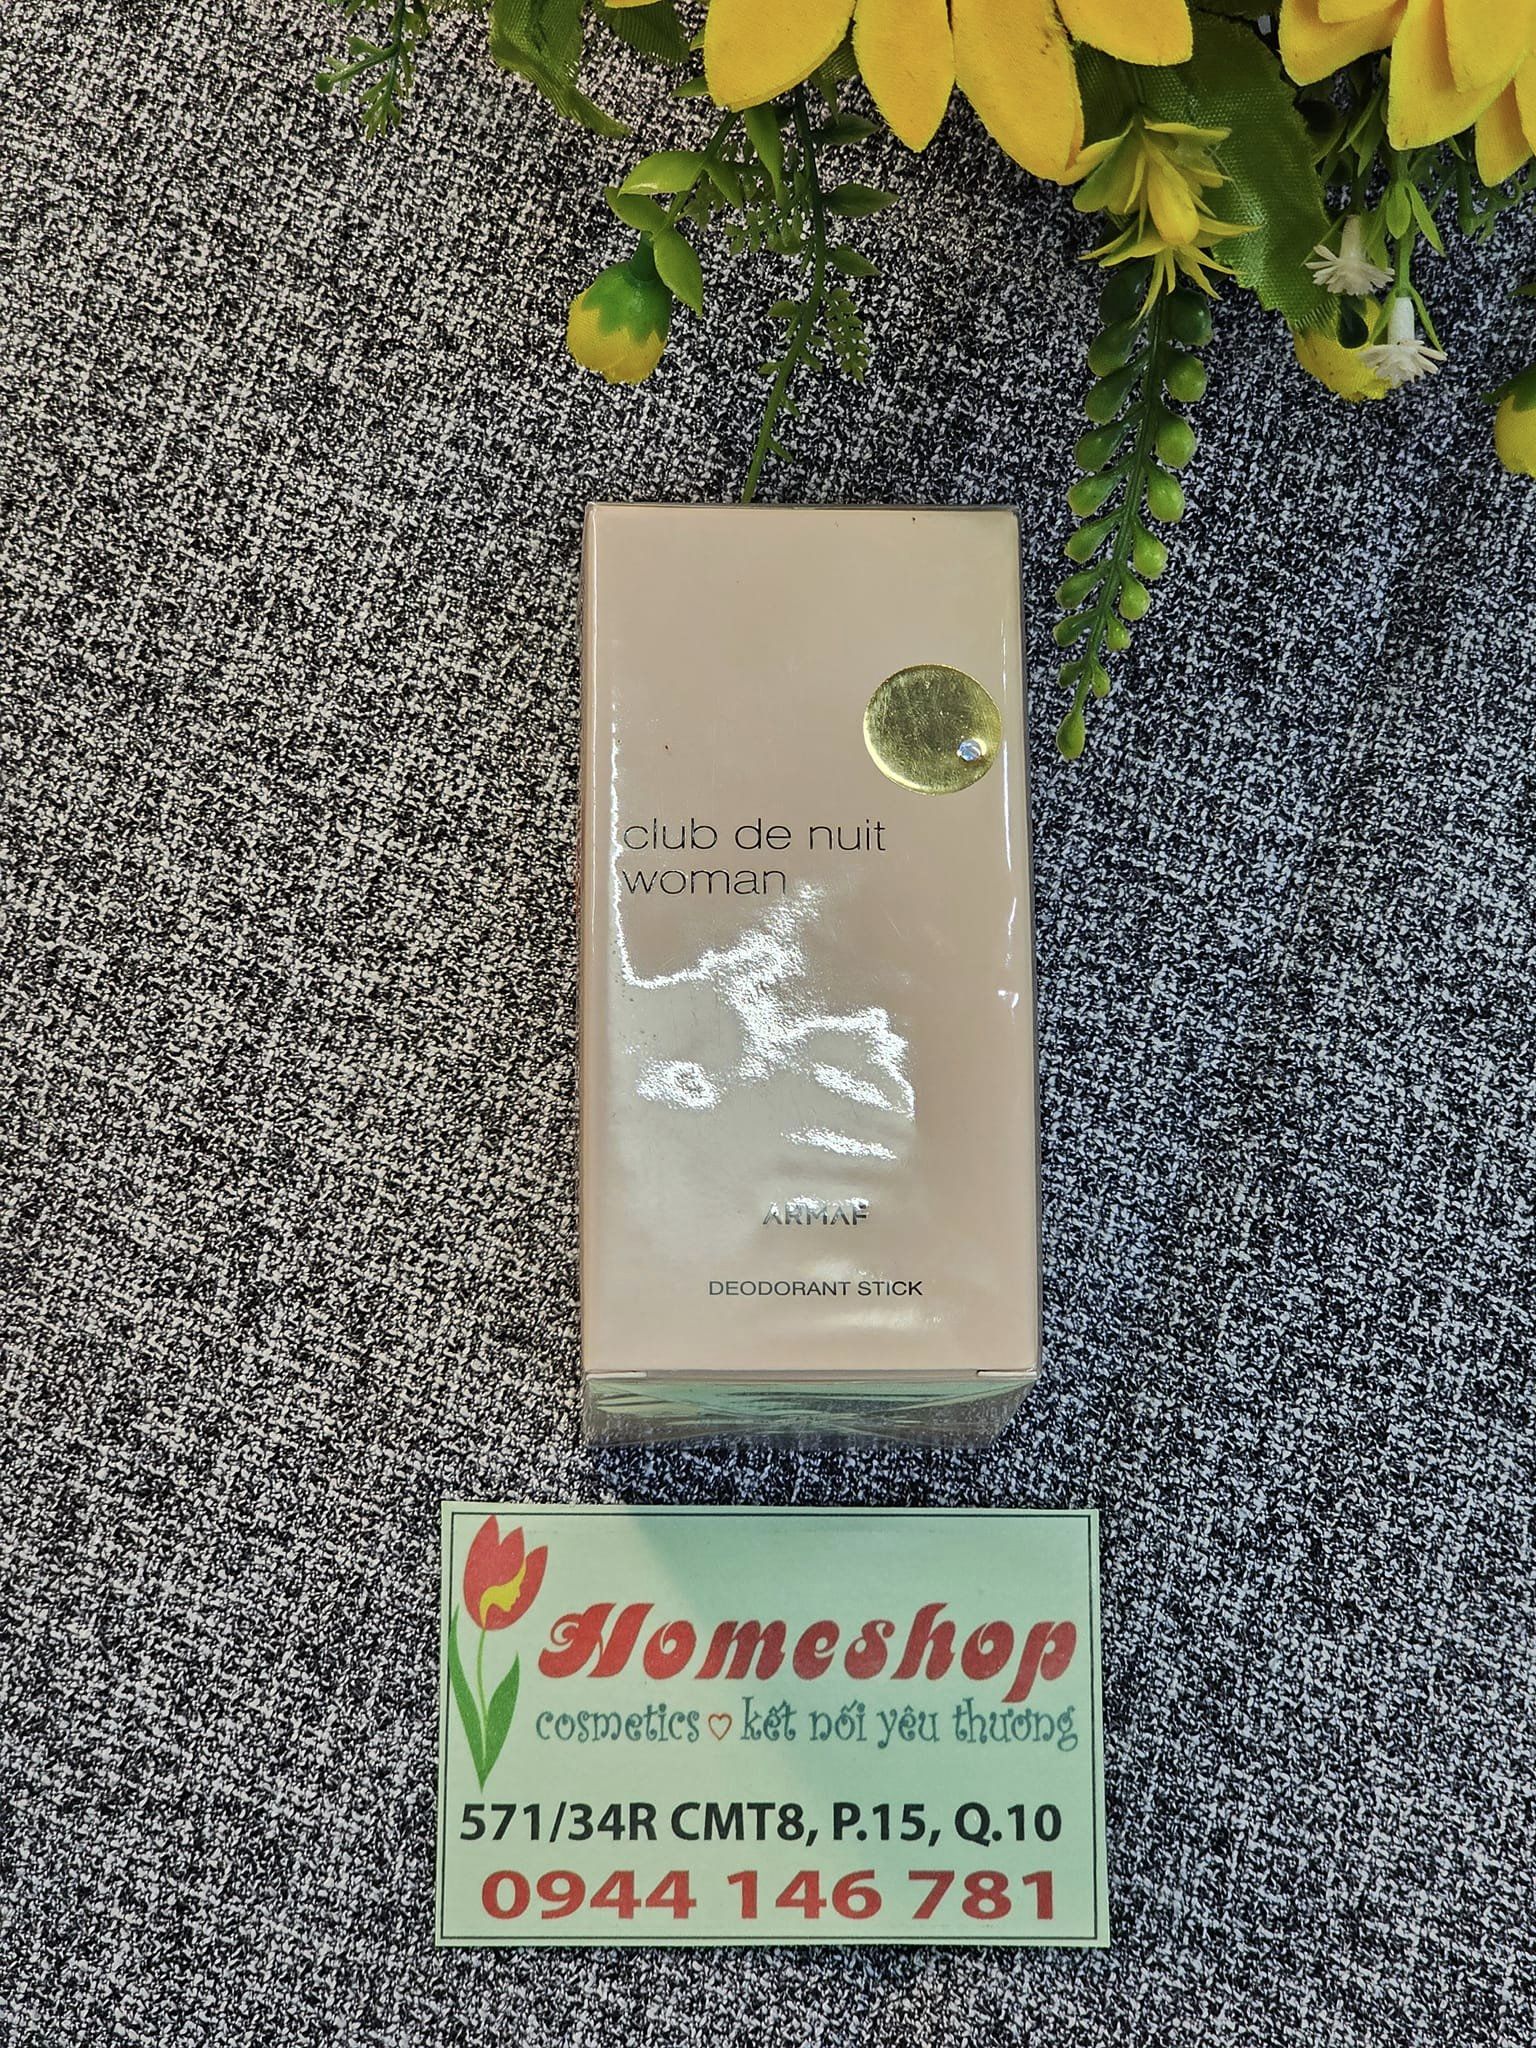 club de nuit
woman
ARMAF
DEODORANT STICK
Homeshop
cosmetics ♡ kết nối yêu thương
571/34R CMT8, P.15, Q.10
0944 146 781